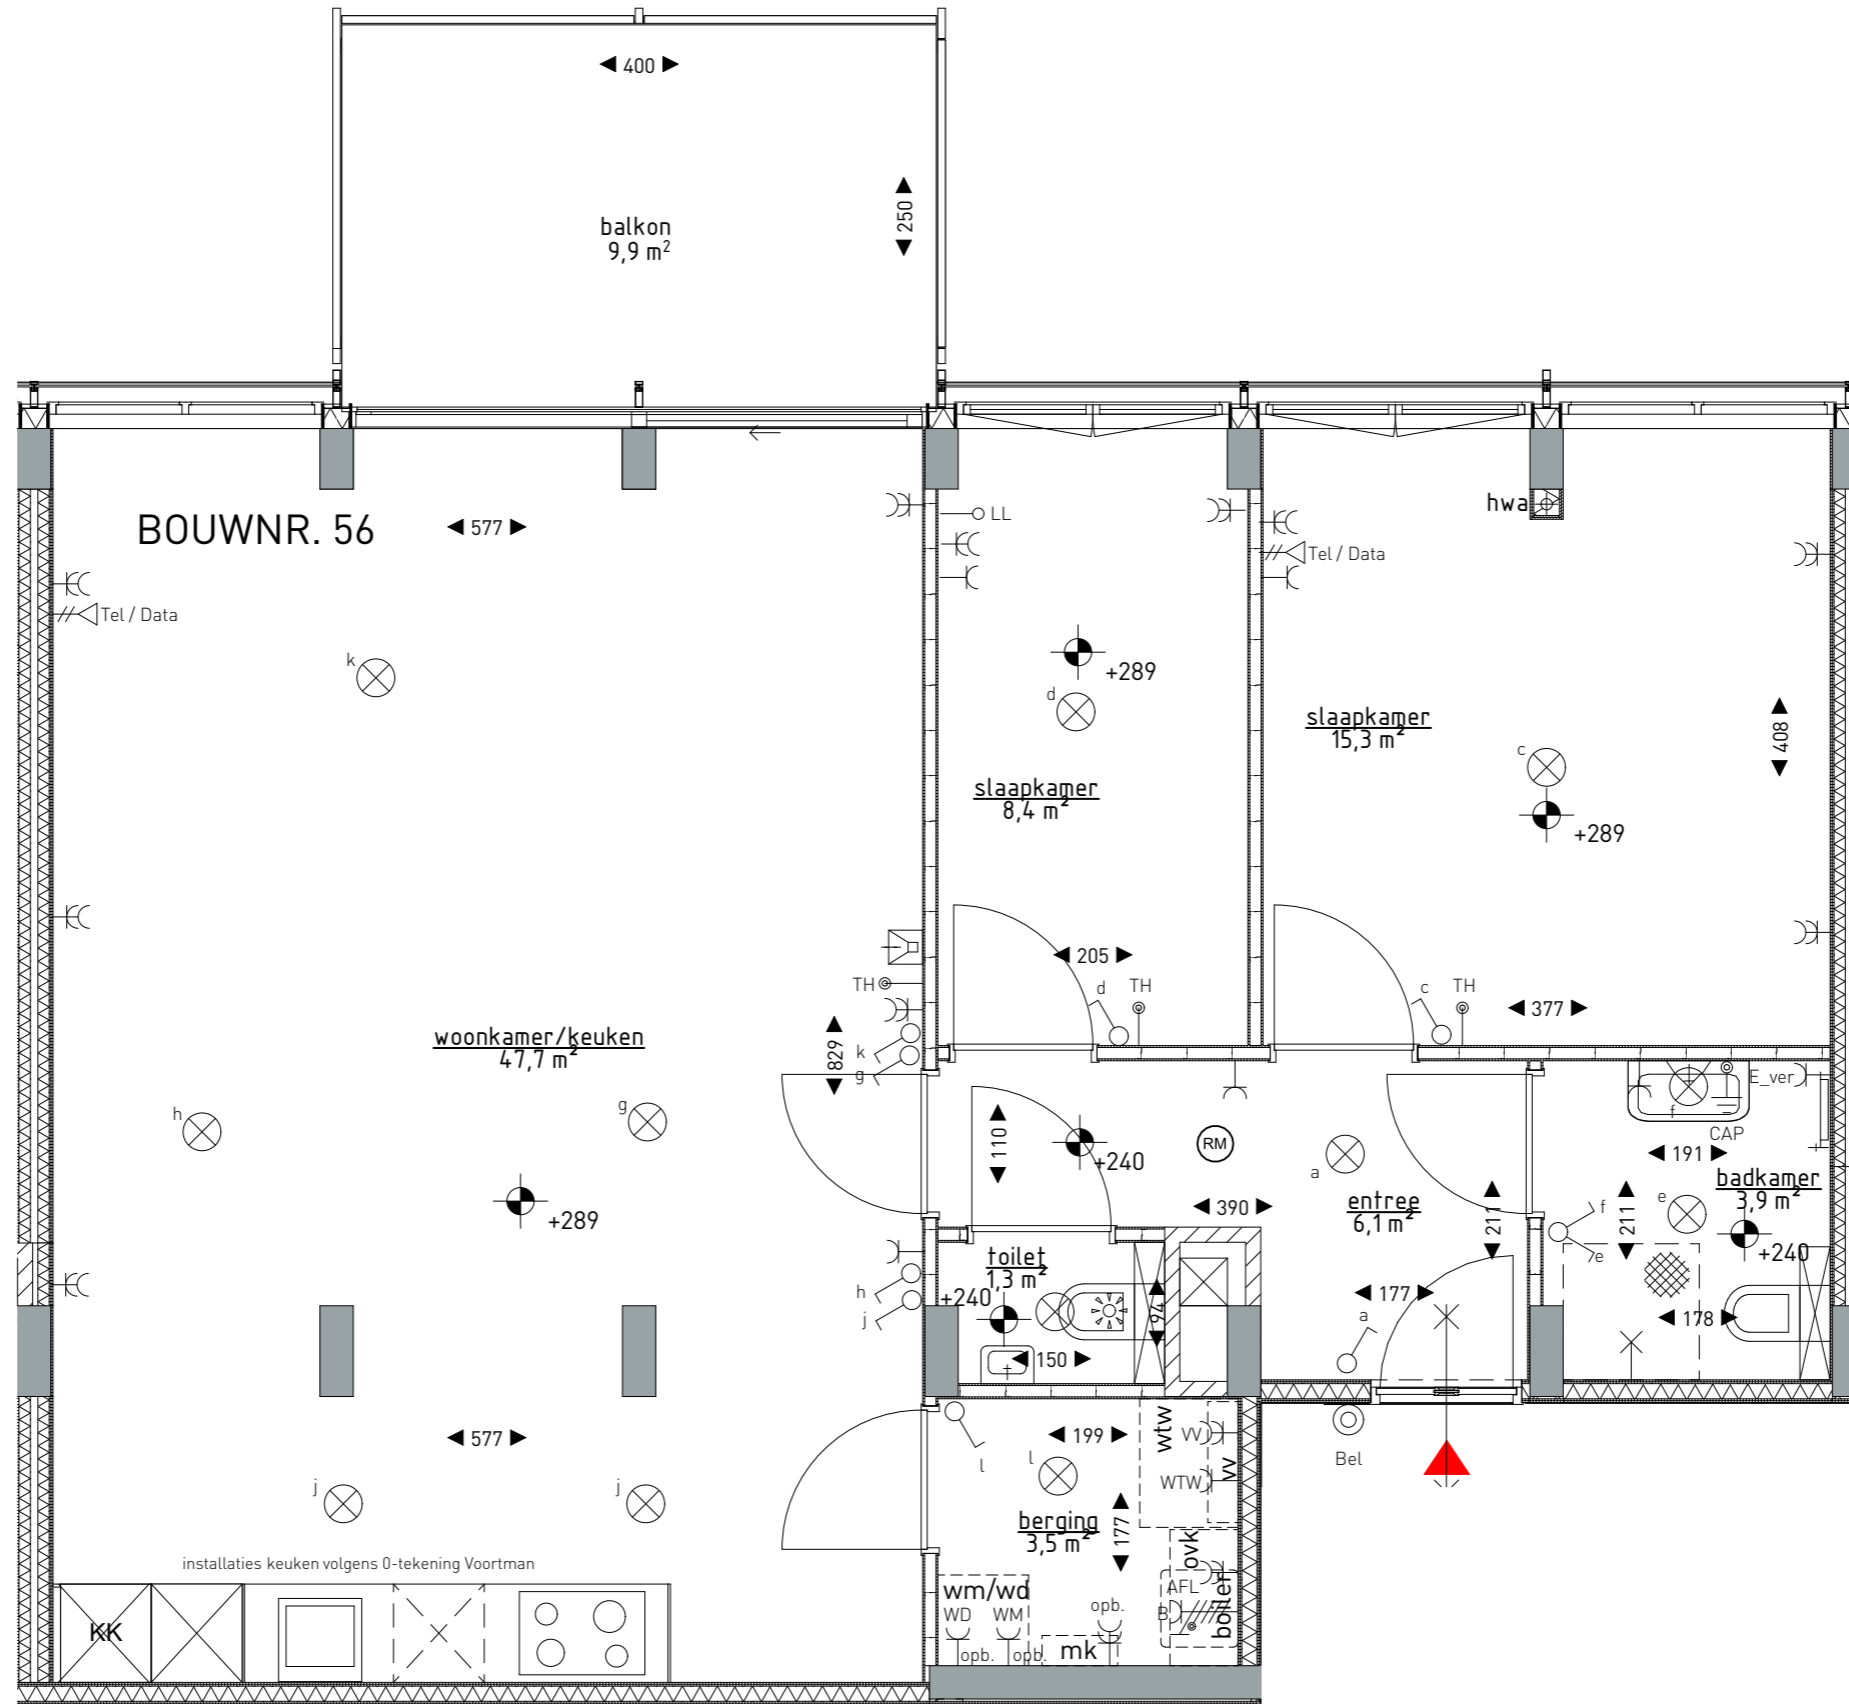 400
250
balkon
9,9 m²
BOUWNR. 56
577
LL
hwa
Tel / Data
Tel / Data
k
+289
d
slaapkamer
15,3 m²
408
c
slaapkamer
8,4 m²
+289
205
d
TH
c
TH
377
TH
woonkamer/keuken
47,7 m²
829
k
g
h
g
+289
110
+240
RM
a
390
entree
6,1 m²
211
E_ver
f
CAP
191
badkamer
3,9 m²
f
e
211
e
+240
178
toilet
1,3 m²
+240
94
150
h
j
177
a
Bel
577
j
j
l
199
l
wtw
VV
vv
WTW
berging
3,5 m²
177
ovk
AFL
boiler
B
installaties keuken volgens 0-tekening Voortman
KK
wm/wd
WD
WM
opb.
opb.
opb.
mk